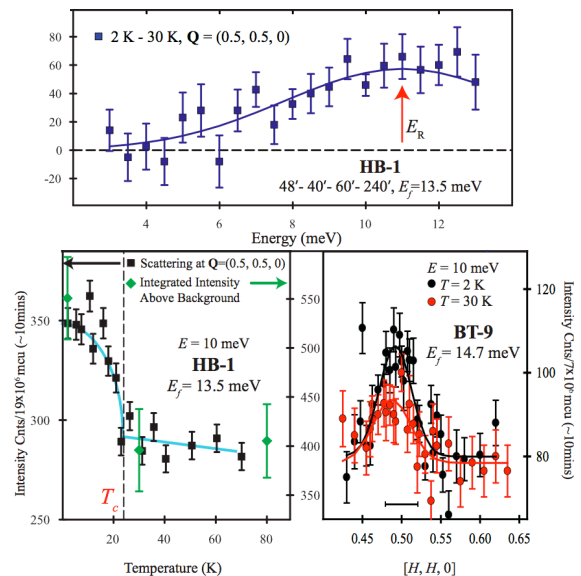 2 K - 30 K, Q = (0.5, 0.5, 0)
80
60
40
20
0
-20
E_R
HB-1
48′- 40′- 60′- 240′, E_f=13.5 meV
4
6
8
10
12
Energy (meV)
Intensity Cnts/19X10⁶ mcu (~10mins)
350
300
250
Scattering at Q=(0.5, 0.5, 0)
Integrated Intensity
Above Background
E = 10 meV
HB-1
E_f = 13.5 meV
T_c
0
20
40
60
80
Temperature (K)
550
500
450
400
350
E = 10 meV
T = 2 K
T = 30 K
BT-9
E_f = 14.7 meV
120
100
80
Intensity Cnts/7X10⁵ mcu (~10mins)
0.45
0.50
0.55
0.60
0.65
[H, H, 0]